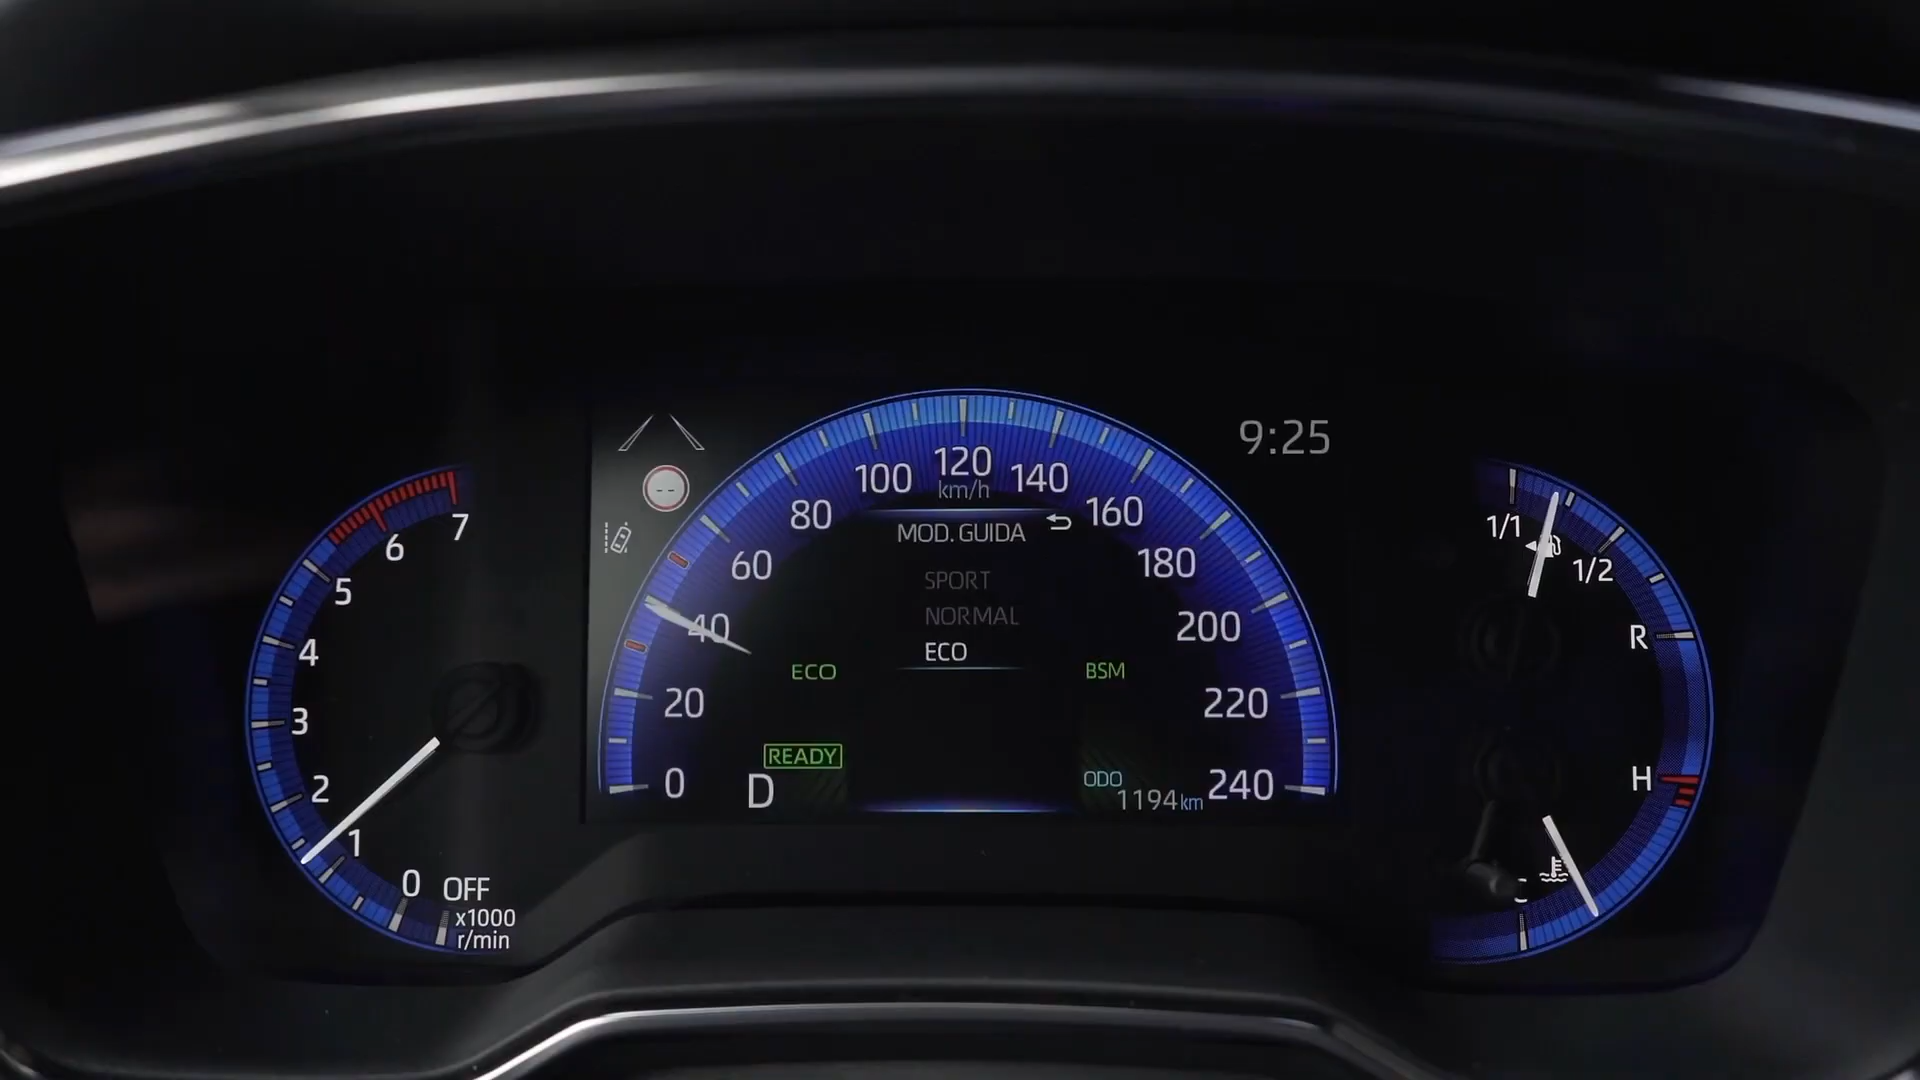 7
6
5
4
3
2
1
0 OFF
x1000
r/min
--
0
20
40
60
80
100
120
km/h
140
160
180
200
220
240
MOD. GUIDA
SPORT
NORMAL
ECO
ECO
READY
D
BSM
ODO
1194 km
9:25
1/1
1/2
R
H
C